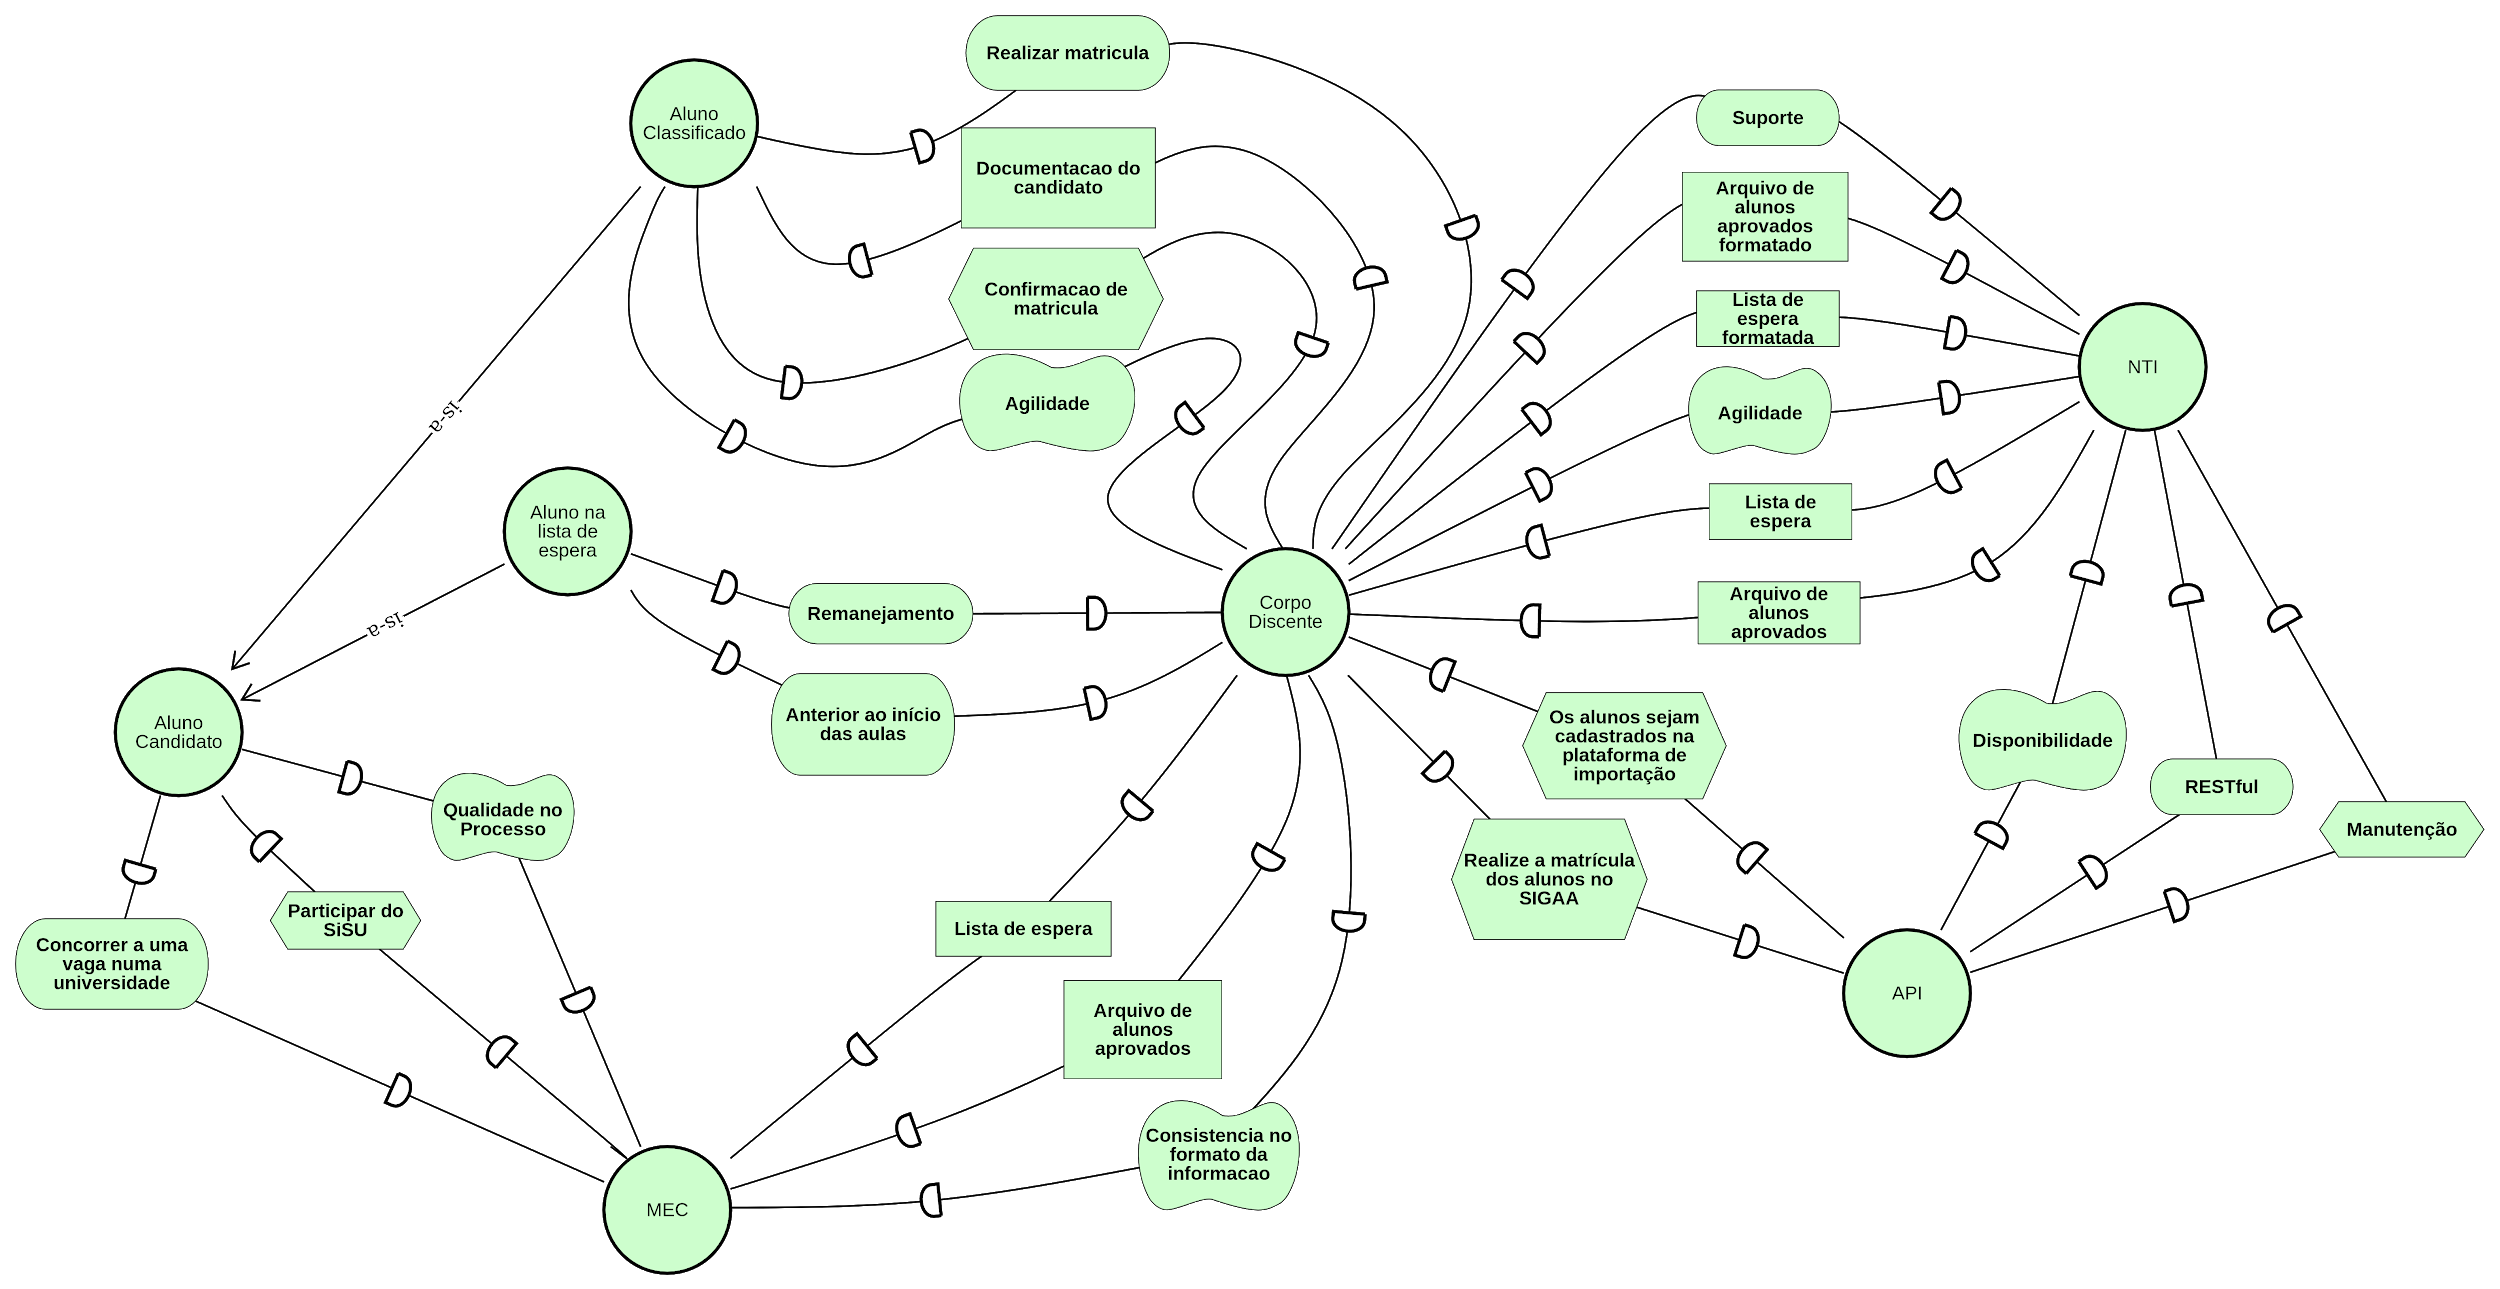 Realizar matricula
Aluno
Classificado
Documentacao do
candidato
Confirmacao de
matricula
Agilidade
Suporte
Arquivo de
alunos
aprovados
formatado
Lista de
espera
formatada
Agilidade
Lista de
espera
Arquivo de
alunos
aprovados
NTI
is-a
Aluno na
lista de
espera
is-a
Remanejamento
Anterior ao início
das aulas
Corpo
Discente
Aluno
Candidato
Qualidade no
Processo
Participar do
SiSU
Concorrer a uma
vaga numa
universidade
Os alunos sejam
cadastrados na
plataforma de
importação
Realize a matrícula
dos alunos no
SIGAA
Disponibilidade
RESTful
Manutenção
Lista de espera
Arquivo de
alunos
aprovados
Consistencia no
formato da
informacao
API
MEC